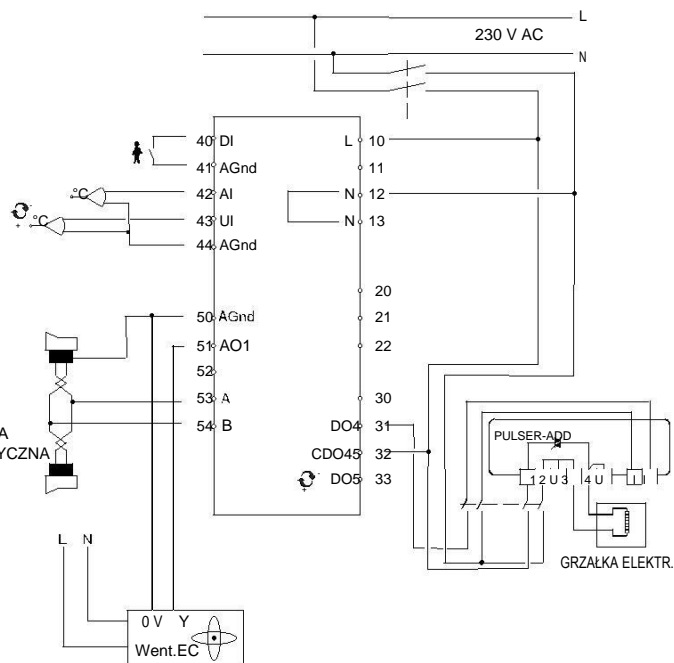 L
230 V AC
N
40 DI
41 AGnd
42 AI
43 UI
44 AGnd
50 AGnd
51 AO1
52
53 A
54 B
L 10
11
N 12
N 13
20
21
22
30
DO4 31
CDO45 32
DO5 33
°C
°C
A
YCZNA
PULSER-ADD
1 2 U 3 4 U
GRZAŁKA ELEKTR.
L N
0 V Y
Went.EC